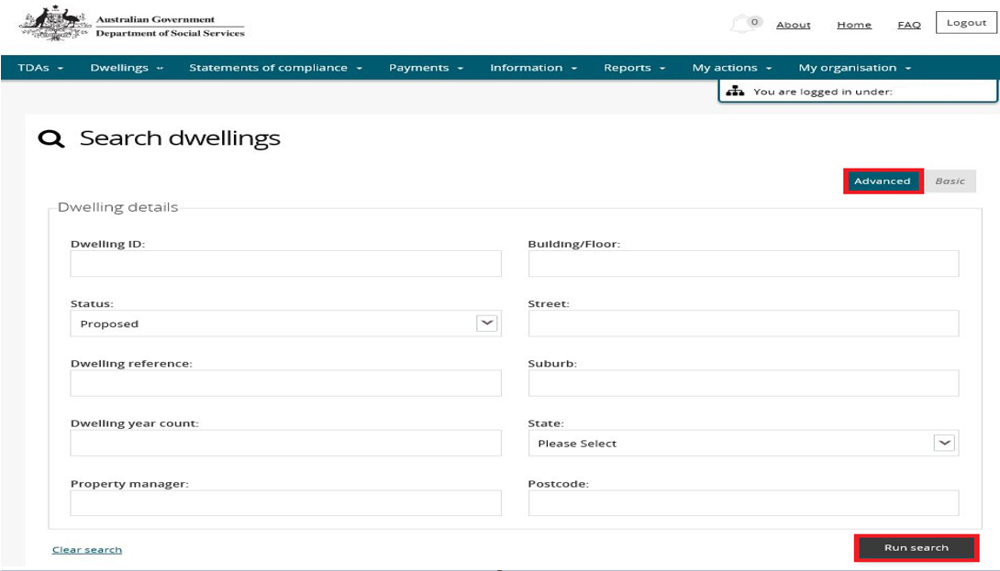 Australian Government
Department of Social Services
0 About Home FAQ Logout
TDAs Dwellings Statements of compliance Payments Information Reports My actions My organisation
You are logged in under:
Search dwellings
Advanced Basic
Dwelling details
Dwelling ID: Building/Floor:
Status: Street:
Proposed
Dwelling reference: Suburb:
Dwelling year count: State:
Please Select
Property manager: Postcode:
Clear search Run search